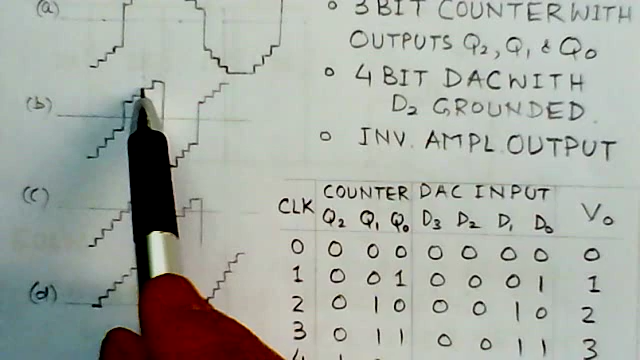 (a)
(b)
(c)
(d)
○ 3 BIT COUNTER WITH
OUTPUTS Q₂, Q₁ & Q₀
○ 4 BIT DAC WITH
D₂ GROUNDED.
○ INV. AMPL. OUTPUT
CLK COUNTER DAC INPUT V₀
Q₂ Q₁ Q₀ D₃ D₂ D₁ D₀
0 0 0 0 0 0 0 0 0
1 0 0 1 0 0 0 1 1
2 0 1 0 0 0 1 0 2
3 0 1 1 0 0 1 1 3